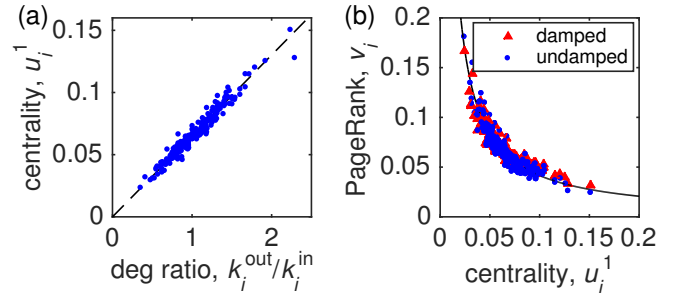 (a)
0.15
0.10
0.05
0
0
1
2
centrality, u_i^1
deg ratio, k_i^out/k_i^in
(b)
0.2
0.15
0.1
0.05
0
0
0.05
0.1
0.15
0.2
PageRank, v_i
centrality, u_i^1
damped
undamped